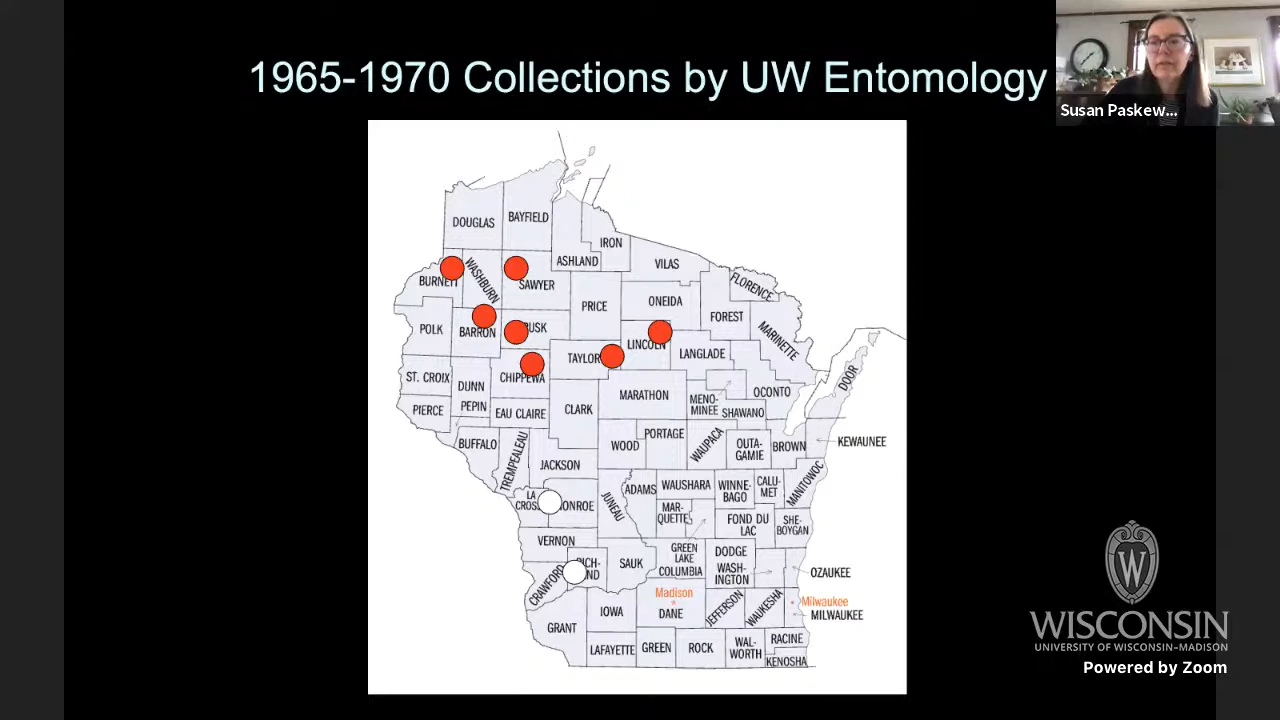 1965-1970 Collections by UW Entomology
Susan Paskew...
DOUGLAS
BAYFIELD
ASHLAND
IRON
VILAS
BURNETT
WASHBURN
SAWYER
PRICE
ONEIDA
FLORENCE
FOREST
MARINETTE
POLK
BARRON
RUSK
LINCOLN
TAYLOR
LANGLADE
ST. CROIX
DUNN
CHIPPEWA
MARATHON
MENO-
MINEE
OCONTO
DOOR
PIERCE
PEPIN
EAU CLAIRE
CLARK
SHAWANO
BUFFALO
TREMPEALEAU
JACKSON
WOOD
PORTAGE
WAUPACA
OUTA-
GAMIE
BROWN
KEWAUNEE
LA
CROSS
MONROE
JUNEAU
ADAMS
WAUSHARA
WINNE-
BAGO
CALU-
MET
MANITOWOC
MAR-
QUETTE
FOND DU
LAC
SHE-
BOYGAN
VERNON
GREEN
LAKE
CRAWFORD
RICH-
ND
SAUK
COLUMBIA
DODGE
WASH-
INGTON
OZAUKEE
Madison
DANE
JEFFERSON
WAUKESHA
Milwaukee
MILWAUKEE
GRANT
IOWA
LAFAYETTE
GREEN
ROCK
WAL-
WORTH
RACINE
KENOSHA
W
WISCONSIN
UNIVERSITY OF WISCONSIN-MADISON
Powered by Zoom